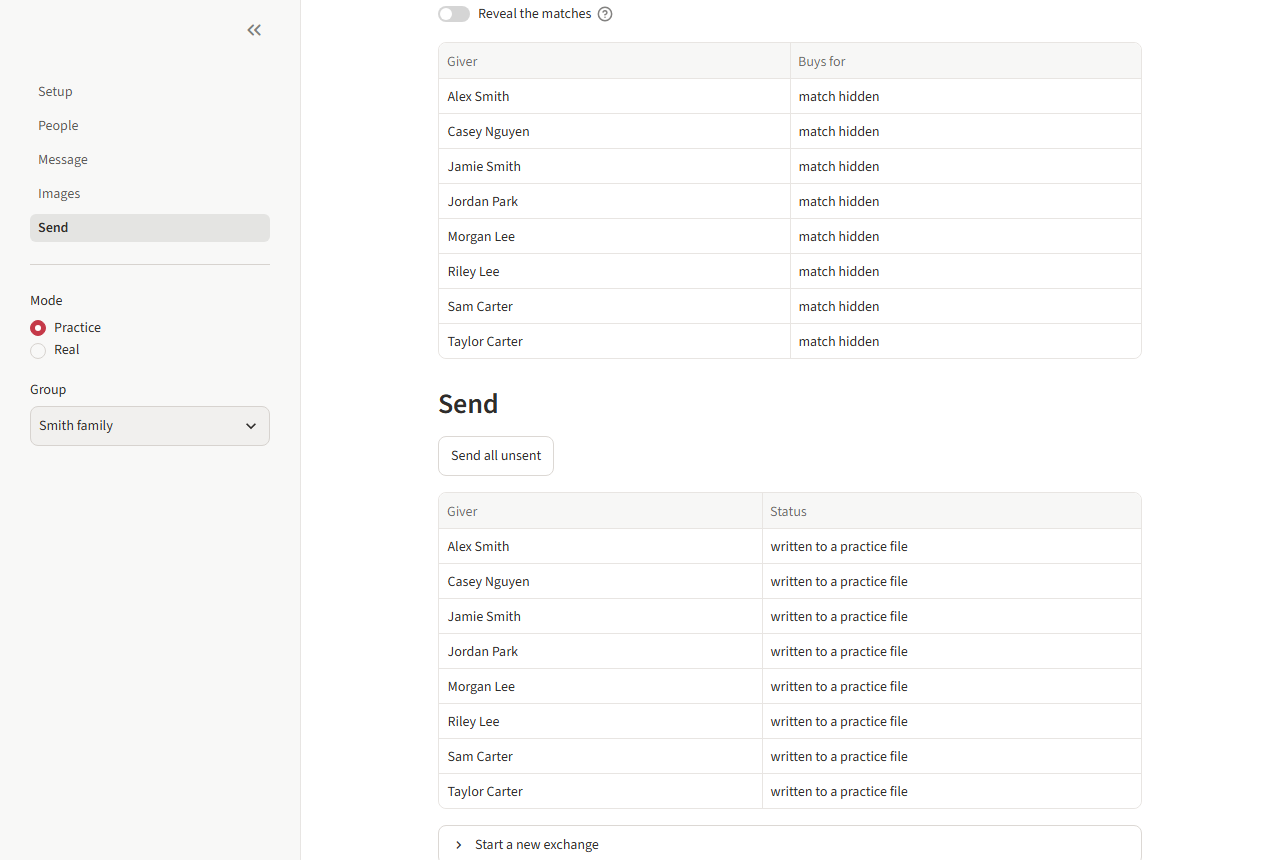 Setup
People
Message
Images
Send
Mode
Practice
Real
Group
Smith family
Reveal the matches ?
Giver Buys for
Alex Smith match hidden
Casey Nguyen match hidden
Jamie Smith match hidden
Jordan Park match hidden
Morgan Lee match hidden
Riley Lee match hidden
Sam Carter match hidden
Taylor Carter match hidden
Send
Send all unsent
Giver Status
Alex Smith written to a practice file
Casey Nguyen written to a practice file
Jamie Smith written to a practice file
Jordan Park written to a practice file
Morgan Lee written to a practice file
Riley Lee written to a practice file
Sam Carter written to a practice file
Taylor Carter written to a practice file
Start a new exchange